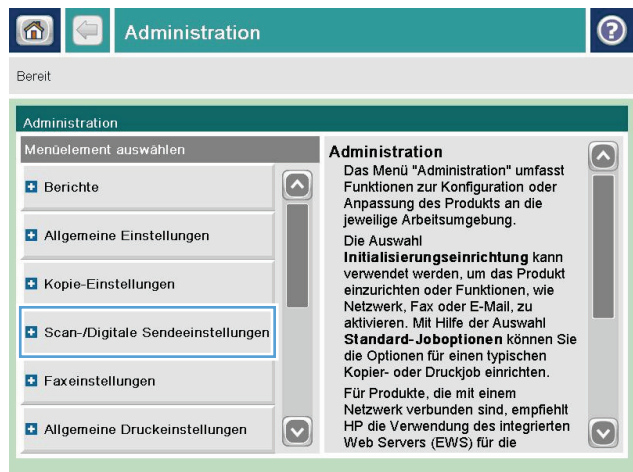 Administration
?
Bereit
Administration
Menüelement auswählen
Berichte
Allgemeine Einstellungen
Kopie-Einstellungen
Scan-/Digitale Sendeeinstellungen
Faxeinstellungen
Allgemeine Druckeinstellungen
Administration
Das Menü "Administration" umfasst
Funktionen zur Konfiguration oder
Anpassung des Produkts an die
jeweilige Arbeitsumgebung.
Die Auswahl
Initialisierungseinrichtung kann
verwendet werden, um das Produkt
einzurichten oder Funktionen, wie
Netzwerk, Fax oder E-Mail, zu
aktivieren. Mit Hilfe der Auswahl
Standard-Joboptionen können Sie
die Optionen für einen typischen
Kopier- oder Druckjob einrichten.
Für Produkte, die mit einem
Netzwerk verbunden sind, empfiehlt
HP die Verwendung des integrierten
Web Servers (EWS) für die